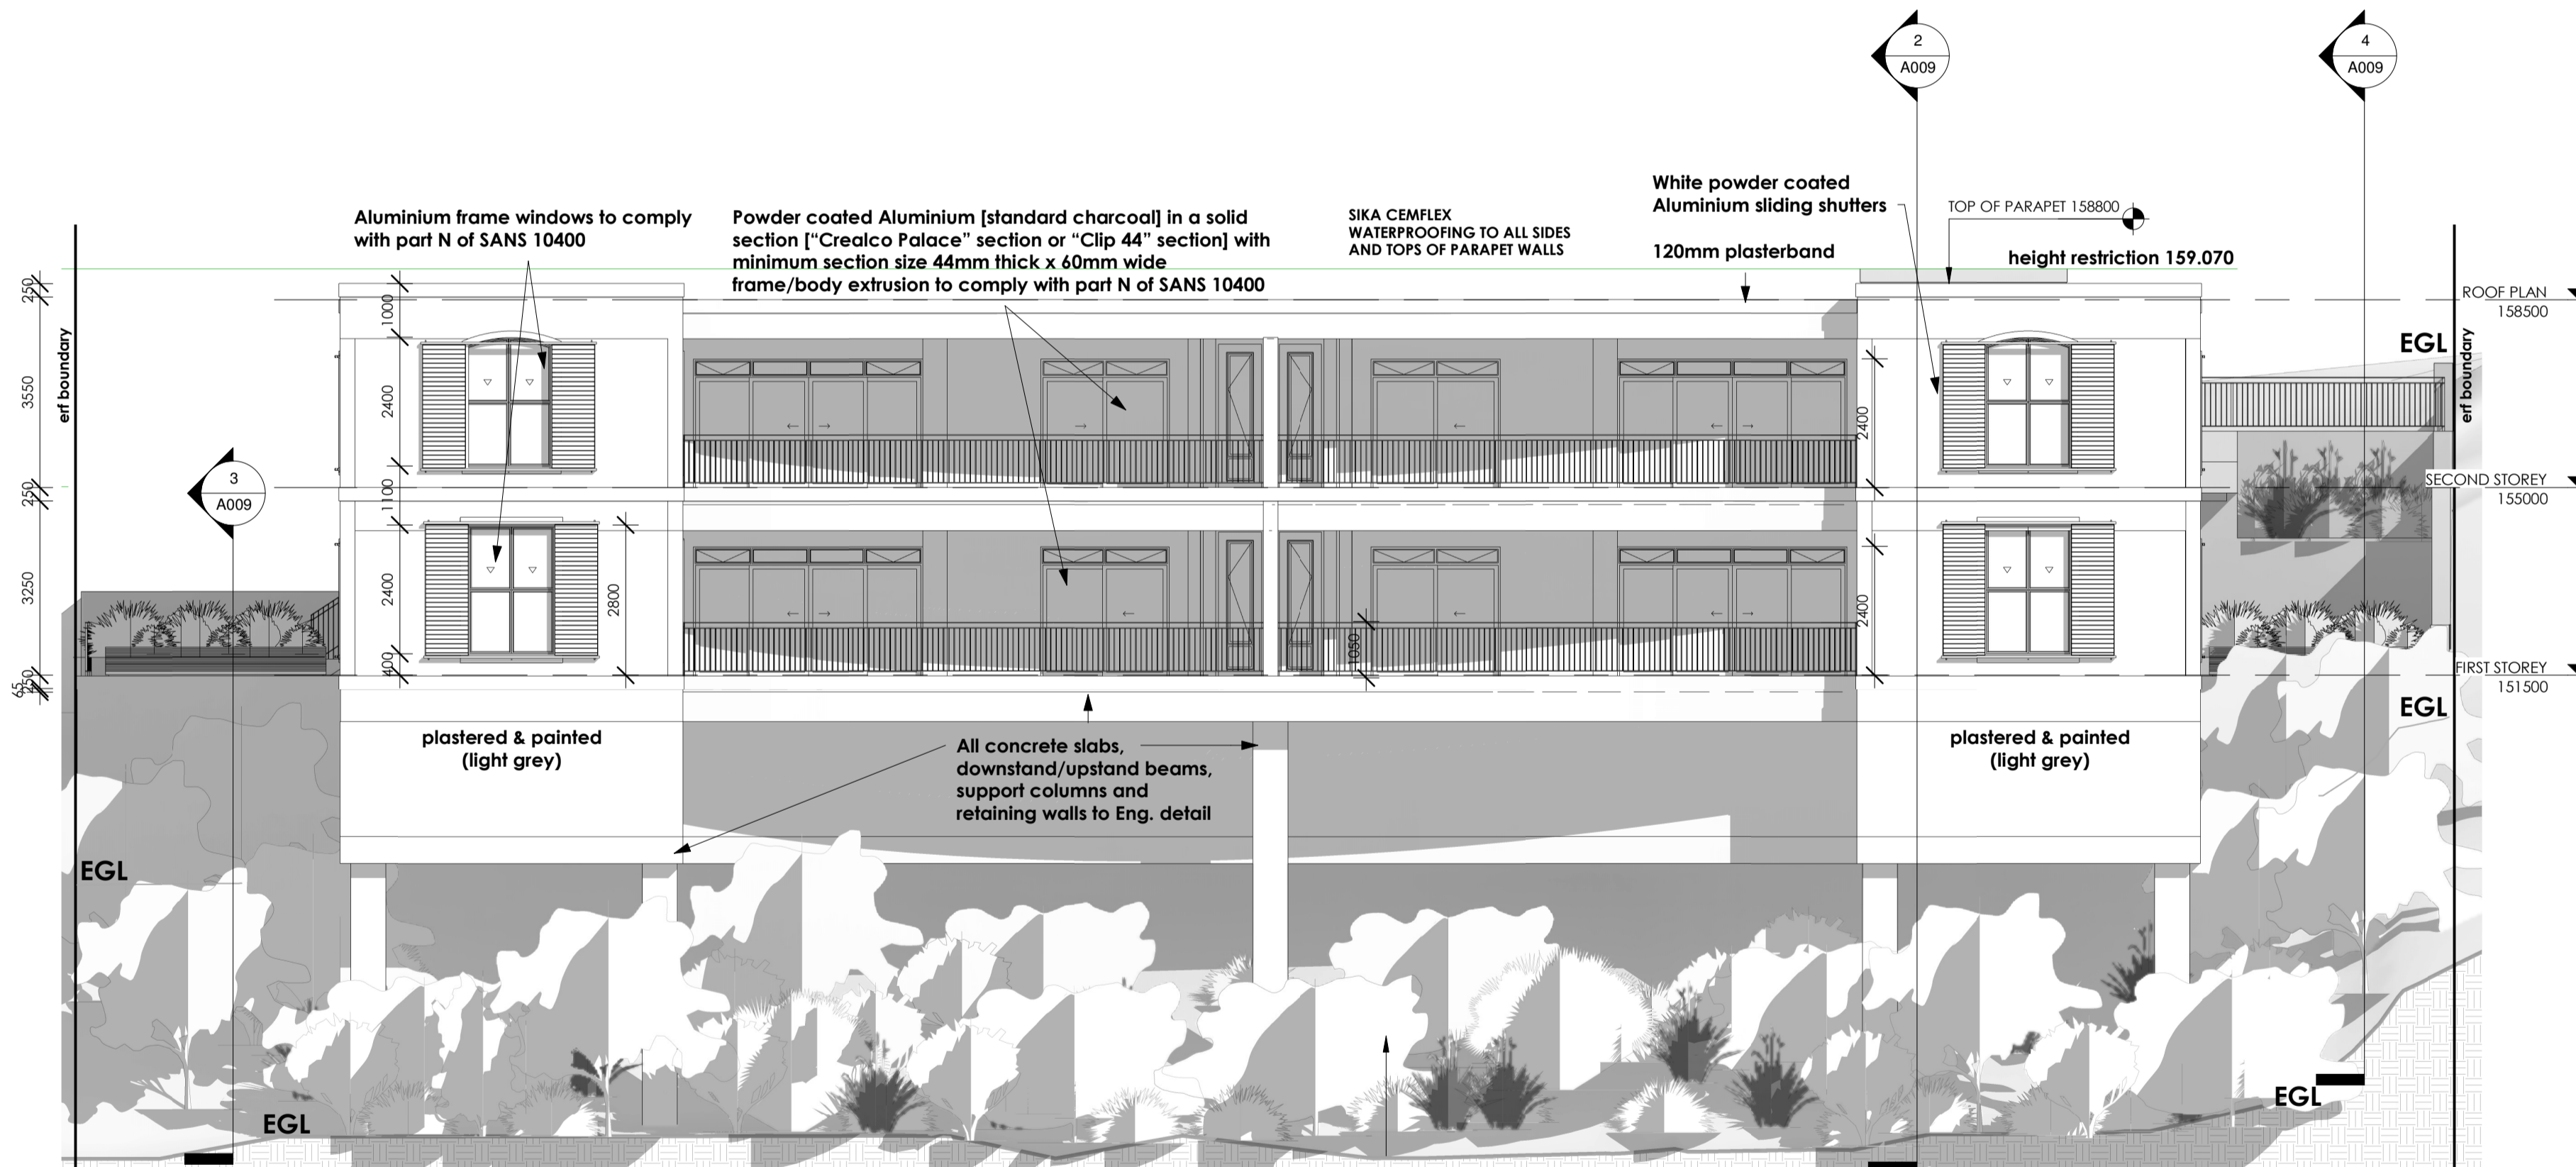 2
A009
4
A009
White powder coated
Aluminium sliding shutters
TOP OF PARAPET 158800
Aluminium frame windows to comply
with part N of SANS 10400
Powder coated Aluminium [standard charcoal] in a solid
section [“Crealco Palace” section or “Clip 44” section] with
minimum section size 44mm thick x 60mm wide
frame/body extrusion to comply with part N of SANS 10400
SIKA CEMFLEX
WATERPROOFING TO ALL SIDES
AND TOPS OF PARAPET WALLS
120mm plasterband
height restriction 159.070
250
1000
ROOF PLAN
158500
erf boundary
3550
2400
2400
EGL
erf boundary
3
A009
250
1100
SECOND STOREY
155000
3250
2400
2800
1050
2400
400
250
65
FIRST STOREY
151500
EGL
plastered & painted
(light grey)
All concrete slabs,
downstand/upstand beams,
support columns and
retaining walls to Eng. detail
plastered & painted
(light grey)
EGL
EGL
EGL